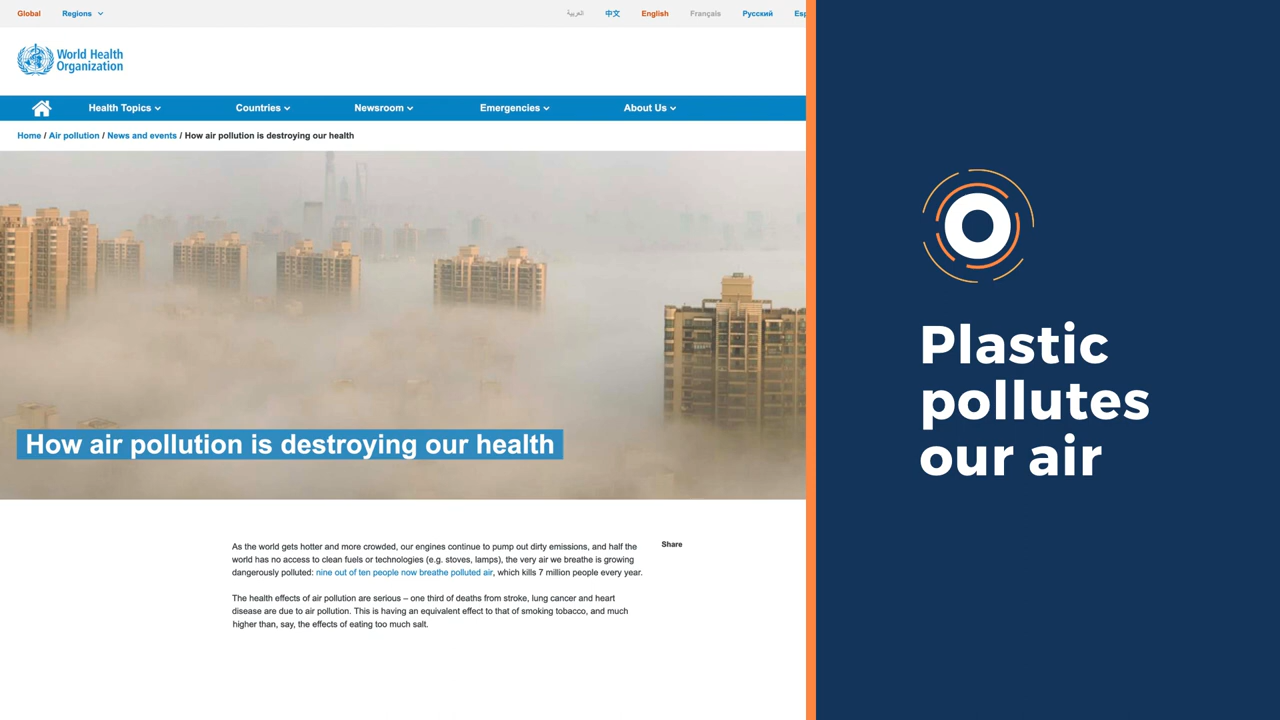 Global Regions العربية 中文 English Français Русский Esp
World Health
Organization
Health Topics Countries Newsroom Emergencies About Us
Home / Air pollution / News and events / How air pollution is destroying our health
How air pollution is destroying our health
As the world gets hotter and more crowded, our engines continue to pump out dirty emissions, and half the
world has no access to clean fuels or technologies (e.g. stoves, lamps), the very air we breathe is growing
dangerously polluted: nine out of ten people now breathe polluted air, which kills 7 million people every year.
The health effects of air pollution are serious – one third of deaths from stroke, lung cancer and heart
disease are due to air pollution. This is having an equivalent effect to that of smoking tobacco, and much
higher than, say, the effects of eating too much salt.
Share
Plastic
pollutes
our air